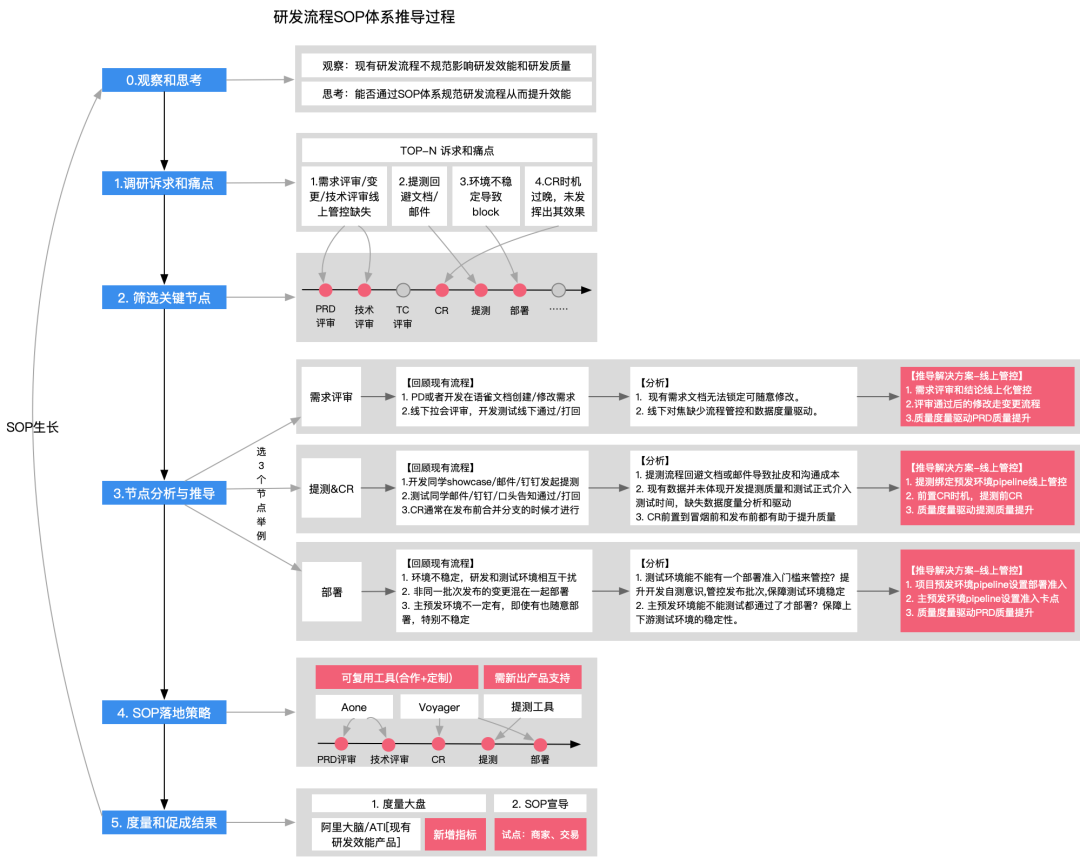 研发流程SOP体系推导过程
0.观察和思考
观察：现有研发流程不规范影响研发效能和研发质量
思考：能否通过SOP体系规范研发流程从而提升效能
1.调研诉求和痛点
TOP-N 诉求和痛点
1.需求评审/变
更/技术评审线
上管控缺失
2.提测回
避文档/
邮件
3.环境不稳
定导致
block
4.CR时机
过晚，未发
挥出其效果
2. 筛选关键节点
PRD
评审
技术
评审
TC
评审
CR
提测
部署
……
SOP生长
3.节点分析与推导
选
3
个
节
点
举
例
需求评审
【回顾现有流程】
1. PD或者开发在语雀文档创建/修改需求
2.线下拉会评审，开发测试线下通过/打回
【分析】
1. 现有需求文档无法锁定可随意修改。
2. 线下对焦缺少流程管控和数据度量驱动。
【推导解决方案-线上管控】
1. 需求评审和结论线上化管控
2.评审通过后的修改走变更流程
3.质量度量驱动PRD质量提升
提测&CR
【回顾现有流程】
1.开发同学showcase/邮件/钉钉发起提测
2.测试同学邮件/钉钉/口头告知通过/打回
3.CR通常在发布前合并分支的时候才进行
【分析】
1. 提测流程回避文档或邮件导致扯皮和沟通成本
2. 现有数据并未体现开发提测质量和测试正式介入
测试时间，缺失数据度量分析和驱动
3. CR前置到冒烟前和发布前都有助于提升质量
【推导解决方案-线上管控】
1. 提测绑定预发环境pipeline线上管控
2. 前置CR时机，提测前CR
3. 质量度量驱动提测质量提升
部署
【回顾现有流程】
1. 环境不稳定，研发和测试环境相互干扰
2. 非同一批次发布的变更混在一起部署
3. 主预发环境不一定有，即使有也随意部
署，特别不稳定
【分析】
1. 测试环境能不能有一个部署准入门槛来管控？提
升开发自测意识,管控发布批次,保障测试环境稳定
2. 主预发环境能不能测试都通过了才部署？保障上
下游测试环境的稳定性。
【推导解决方案-线上管控】
1. 项目预发环境pipeline设置部署准入
2. 主预发环境pipeline设置准入卡点
3. 质量度量驱动PRD质量提升
4. SOP落地策略
可复用工具(合作+定制)
需新出产品支持
Aone
Voyager
提测工具
PRD评审
技术评审
CR
提测
部署
5. 度量和促成结果
1. 度量大盘
2. SOP宣导
阿里大脑/ATI[现有
研发效能产品]
新增指标
试点：商家、交易